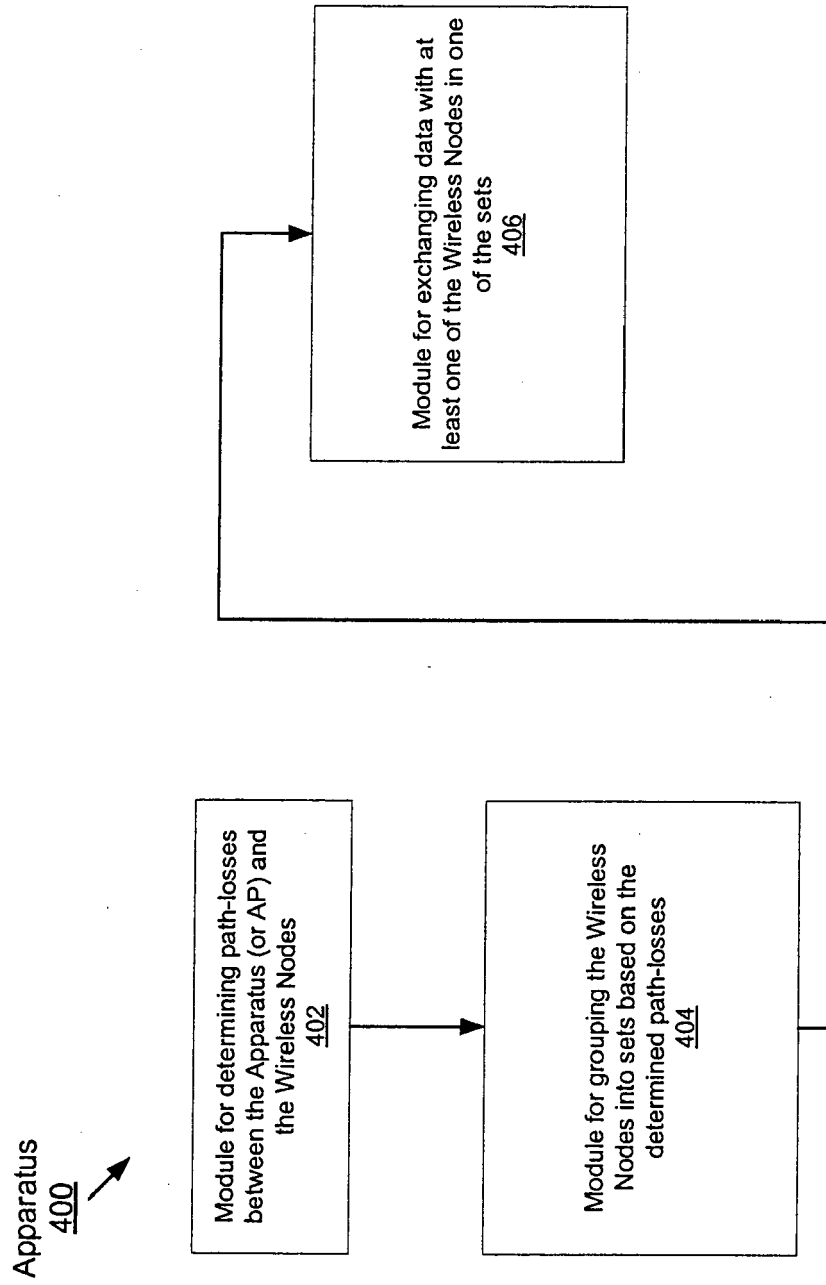 Apparatus
400
Module for determining path-losses
between the Apparatus (or AP) and
the Wireless Nodes
402
Module for grouping the Wireless
Nodes into sets based on the
determined path-losses
404
Module for exchanging data with at
least one of the Wireless Nodes in one
of the sets
406